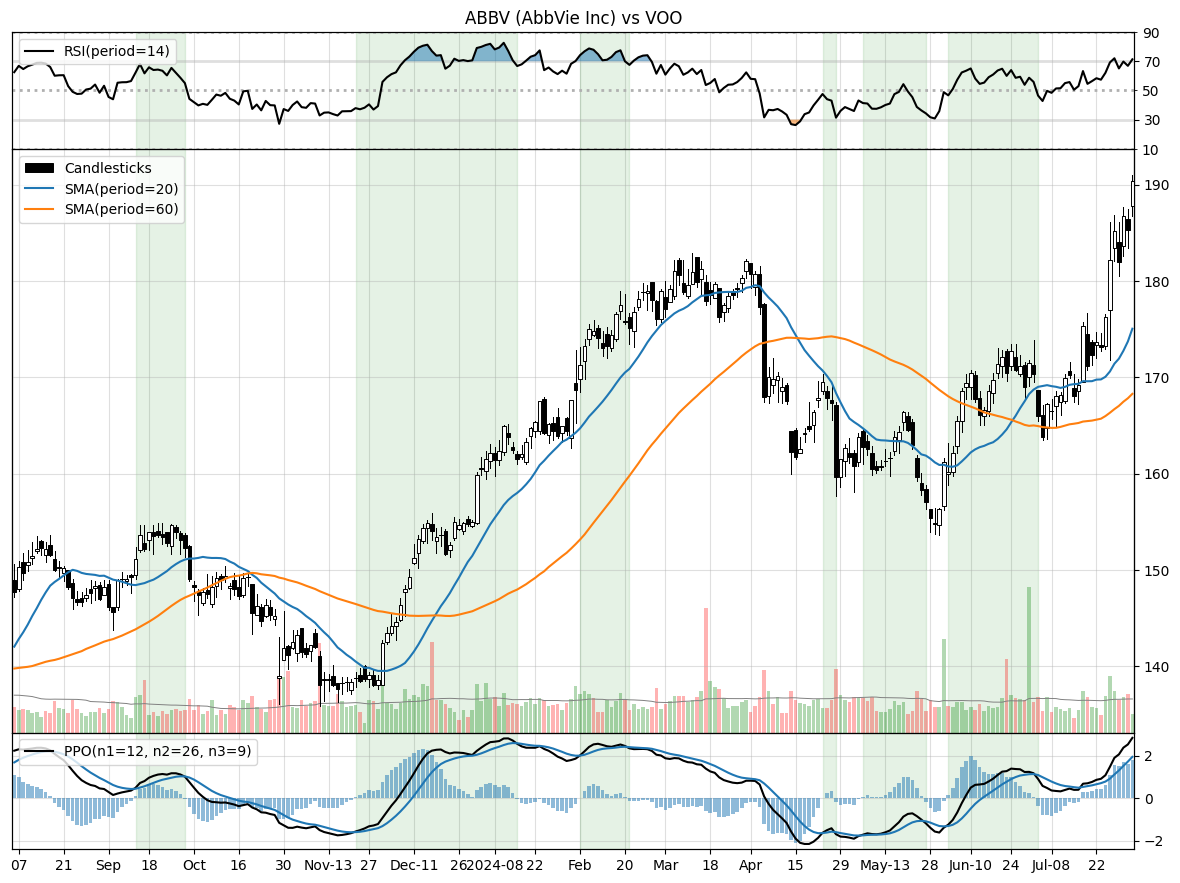 ABBV (AbbVie Inc) vs VOO
RSI(period=14)
90
70
50
30
10
Candlesticks
SMA(period=20)
SMA(period=60)
190
180
170
160
150
140
PPO(n1=12, n2=26, n3=9)
2
0
−2
07 21 Sep 18 Oct 16 30 Nov-13 27 Dec-11 26 2024-08 22 Feb 20 Mar 18 Apr 15 29 May-13 28 Jun-10 24 Jul-08 22